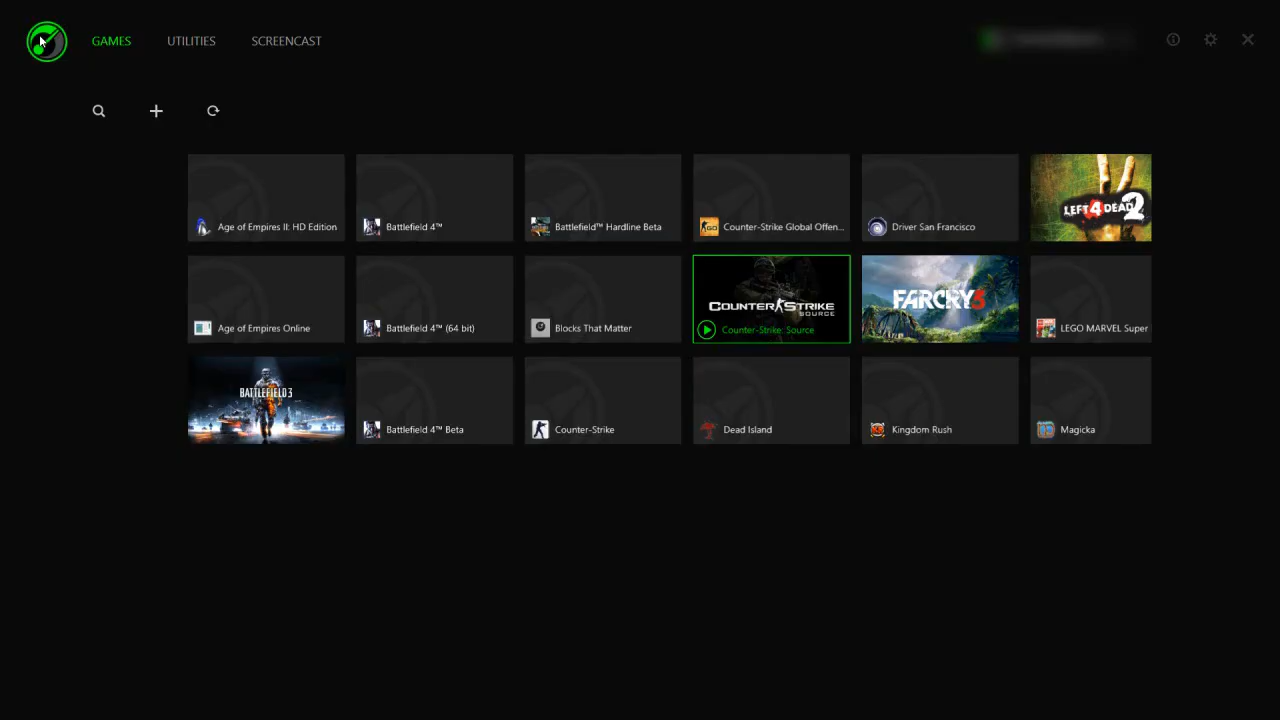 GAMES UTILITIES SCREENCAST
Age of Empires II: HD Edition
Battlefield 4™
Battlefield™ Hardline Beta
Counter-Strike Global Offen...
Driver San Francisco
LEFT 4 DEAD 2
Age of Empires Online
Battlefield 4™ (64 bit)
Blocks That Matter
COUNTER STRIKE
SOURCE
Counter-Strike: Source
FARCRY3
LEGO MARVEL Super
BATTLEFIELD 3
Battlefield 4™ Beta
Counter-Strike
Dead Island
Kingdom Rush
Magicka